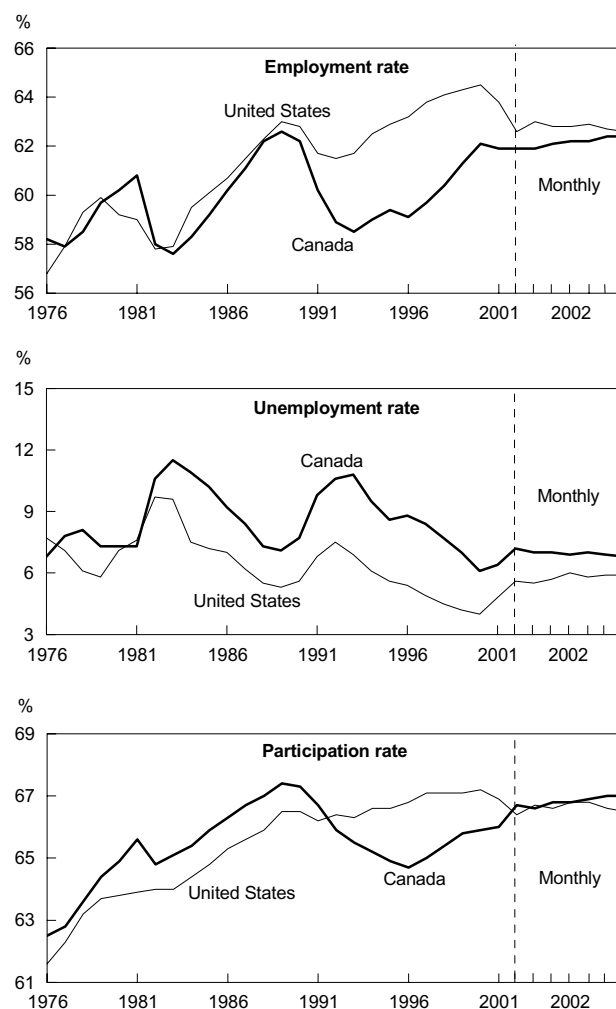 %
66
Employment rate
United States
64
62
60
Monthly
58
Canada
56
1976 1981 1986 1991 1996 2001 2002
%
15
Unemployment rate
12
Canada
Monthly
9
6
United States
3
1976 1981 1986 1991 1996 2001 2002
%
69
Participation rate
67
65
United States Canada Monthly
63
61
1976 1981 1986 1991 1996 2001 2002